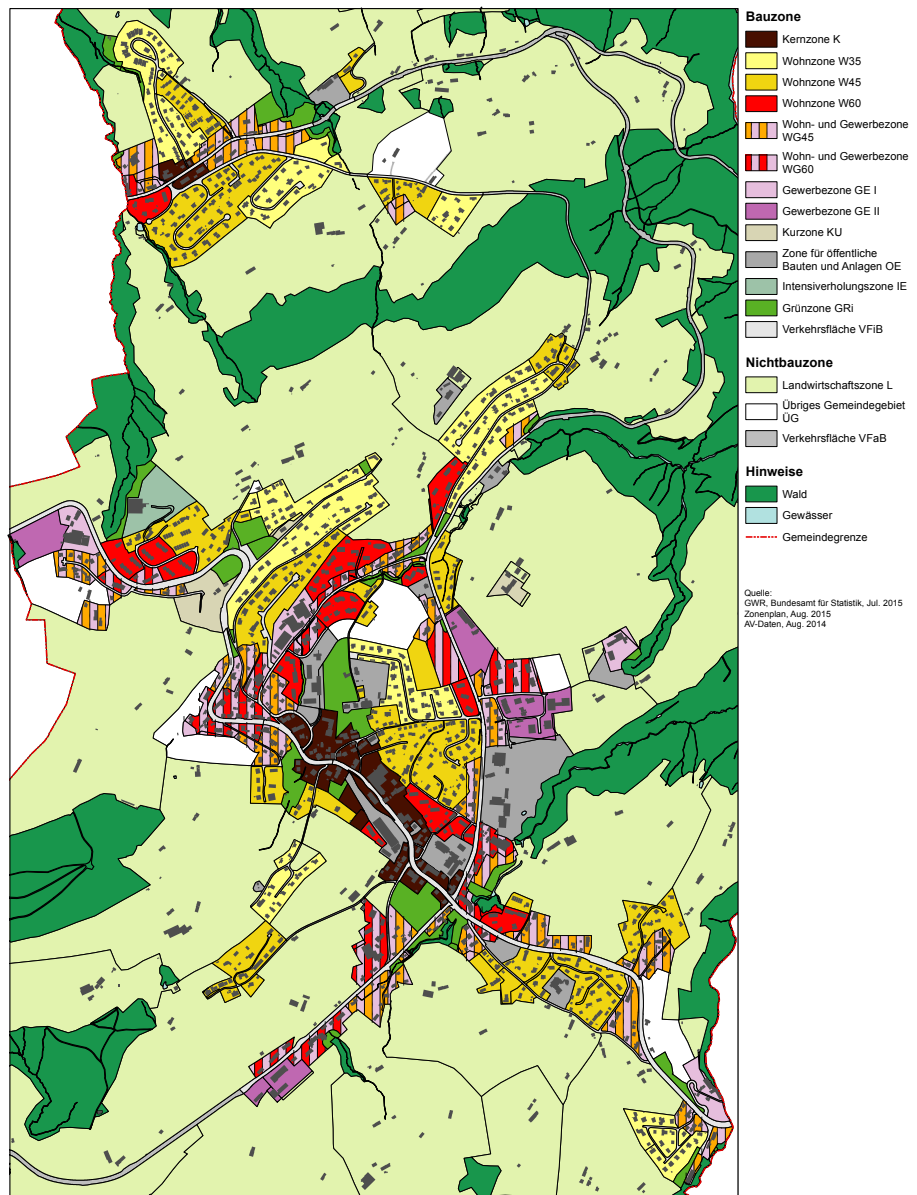 Bauzone
Kernzone K
Wohnzone W35
Wohnzone W45
Wohnzone W60
Wohn- und Gewerbezone
WG45
Wohn- und Gewerbezone
WG60
Gewerbezone GE I
Gewerbezone GE II
Kurzone KU
Zone für öffentliche
Bauten und Anlagen OE
Intensiverholungszone IE
Grünzone GRi
Verkehrsfläche VFiB
Nichtbauzone
Landwirtschaftszone L
Übriges Gemeindegebiet
ÜG
Verkehrsfläche VFaB
Hinweise
Wald
Gewässer
Gemeindegrenze
Quelle:
GWR, Bundesamt für Statistik, Jul. 2015
Zonenplan, Aug. 2015
AV-Daten, Aug. 2014